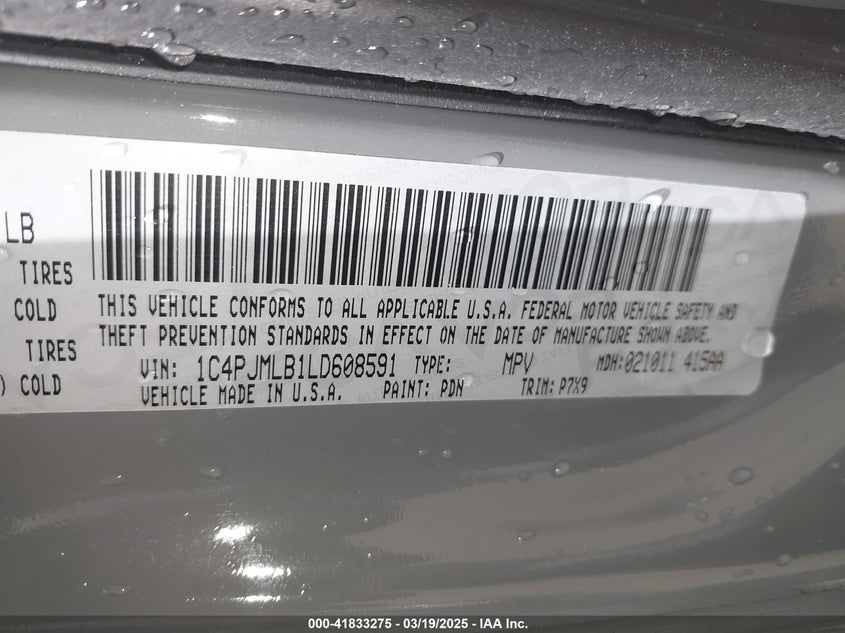 LB
TIRES
COLD
TIRES
) COLD
THIS VEHICLE CONFORMS TO ALL APPLICABLE U.S.A. FEDERAL MOTOR VEHICLE SAFETY AND
THEFT PREVENTION STANDARDS IN EFFECT ON THE DATE OF MANUFACTURE SHOWN ABOVE.
VIN: 1C4PJMLB1LD608591 TYPE: MPV MDH:021011 415AA
VEHICLE MADE IN U.S.A. PAINT: PDN TRIM: P7X9
000-41833275 - 03/19/2025 - IAA Inc.